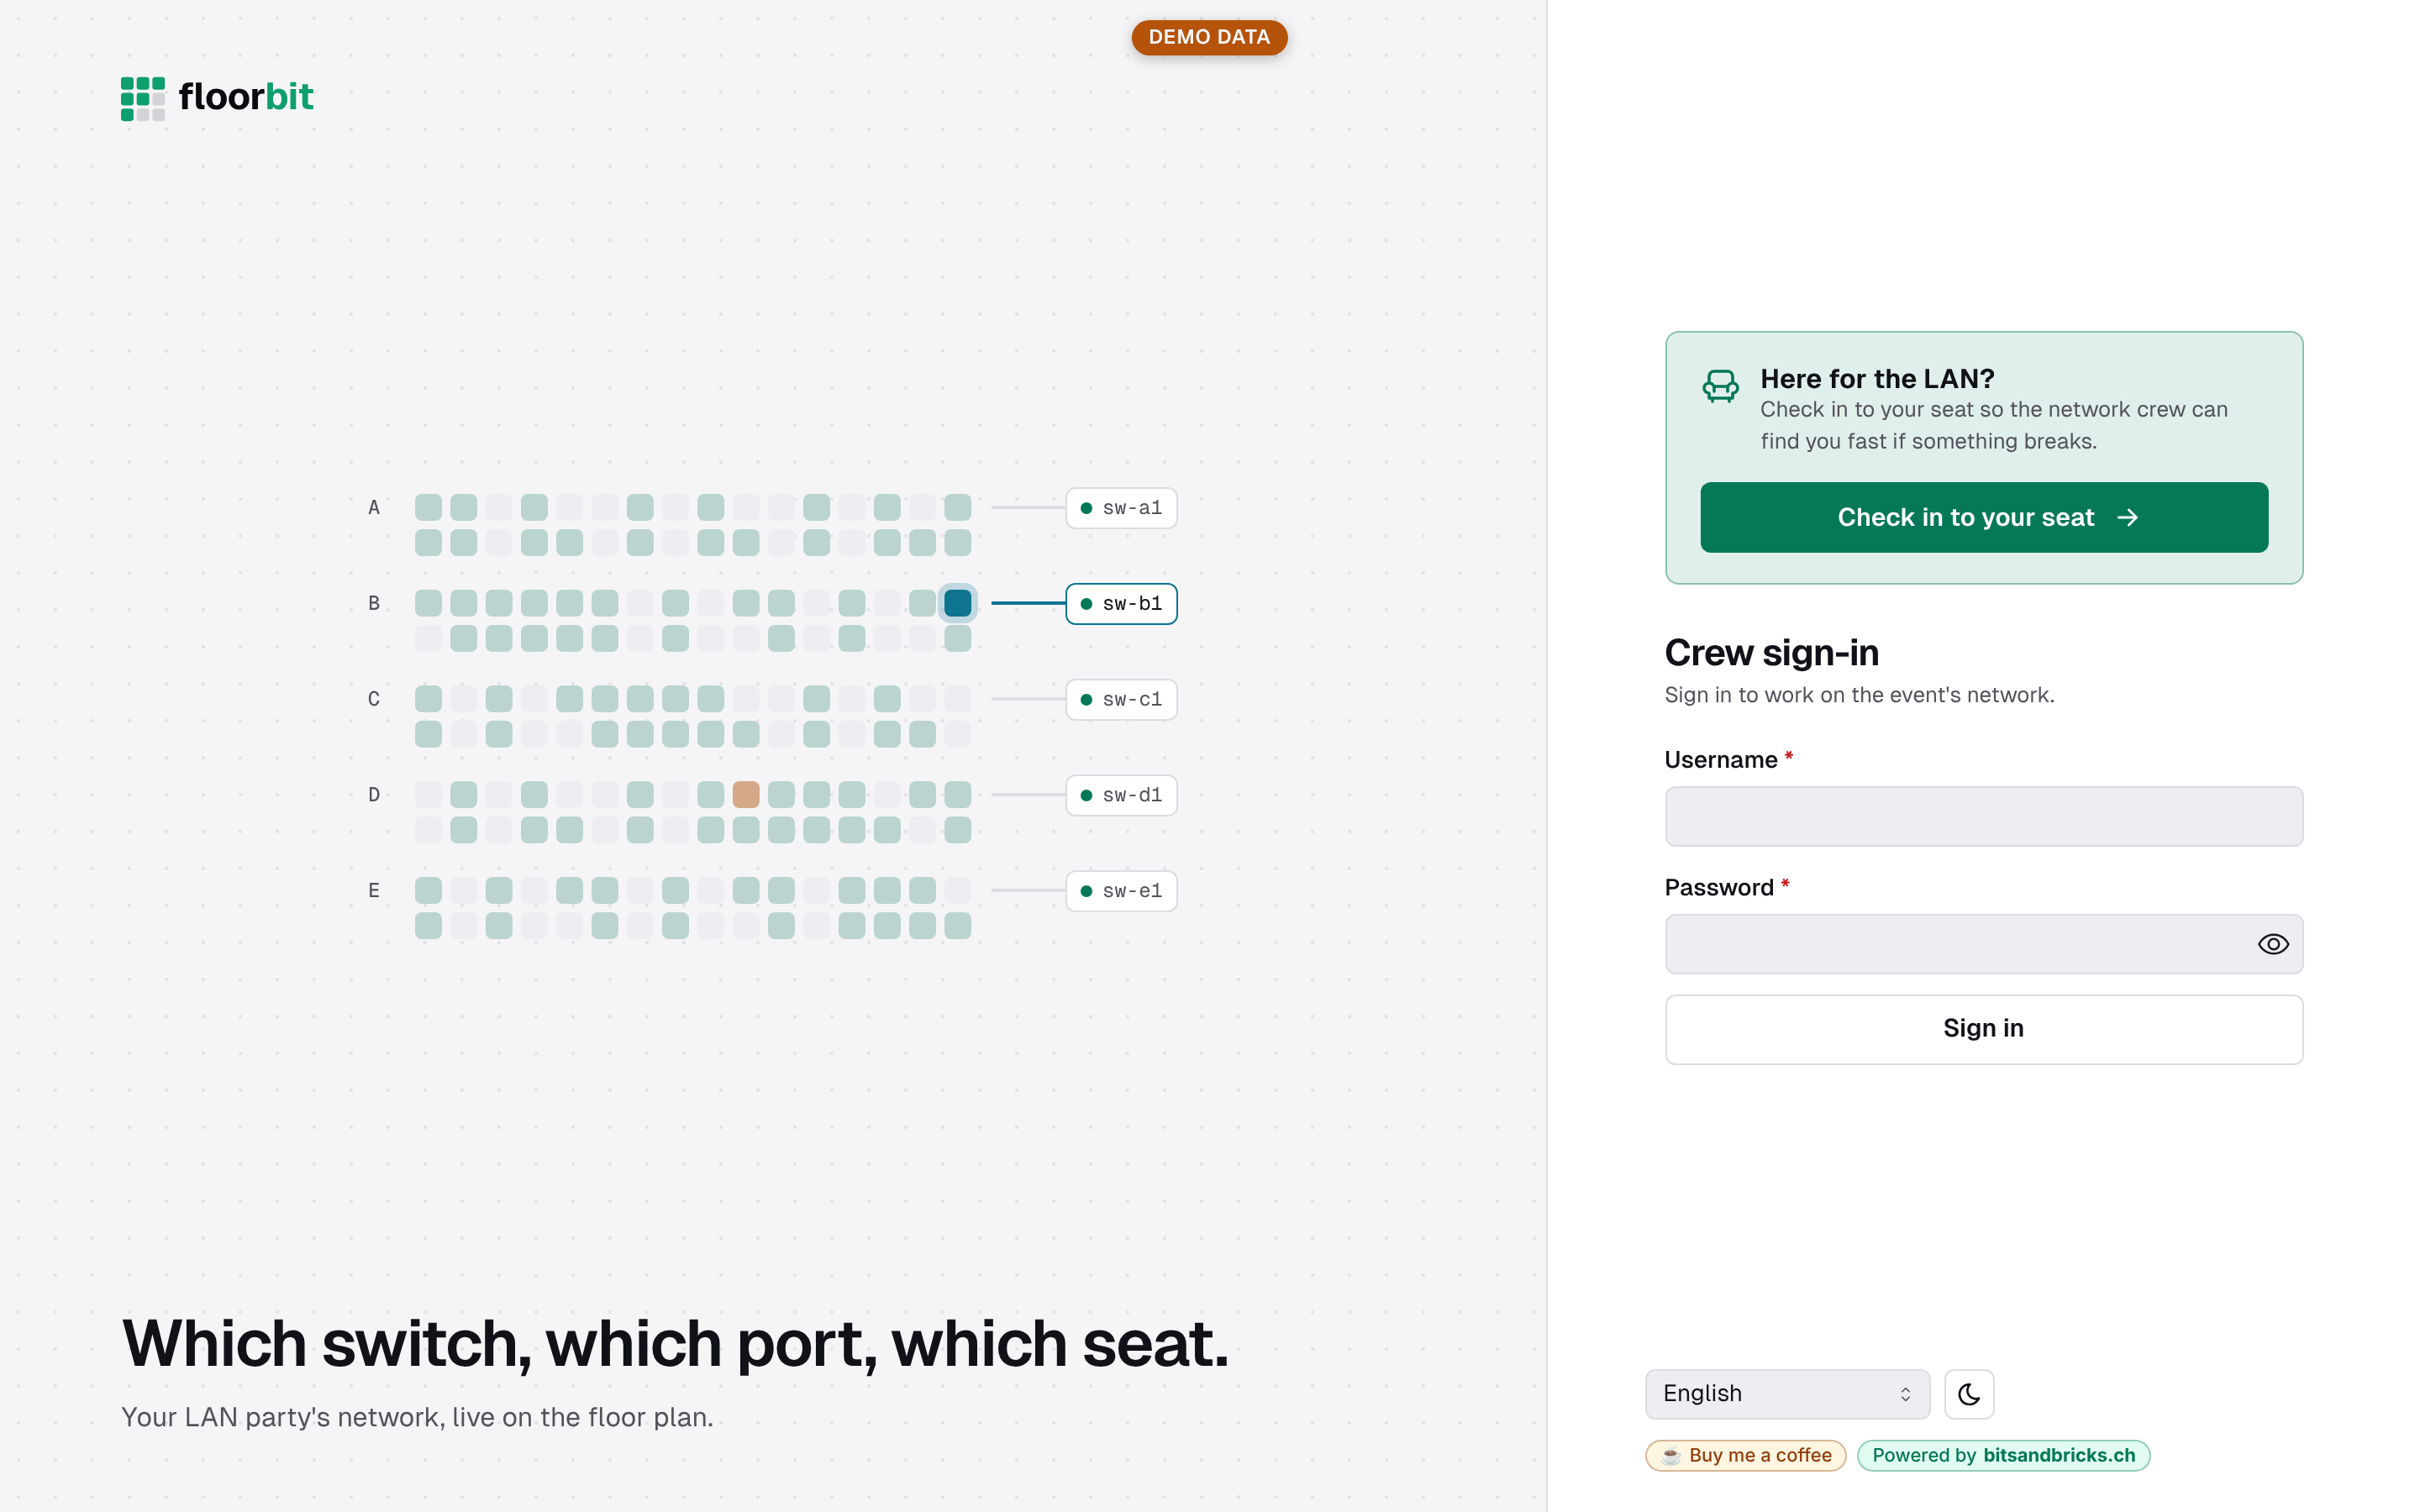 DEMO DATA
floorbit
A
sw-a1
B
sw-b1
C
sw-c1
D
sw-d1
E
sw-e1
Which switch, which port, which seat.
Your LAN party's network, live on the floor plan.
Here for the LAN?
Check in to your seat so the network crew can
find you fast if something breaks.
Check in to your seat →
Crew sign-in
Sign in to work on the event's network.
Username *
Password *
Sign in
English
☕ Buy me a coffee
Powered by bitsandbricks.ch